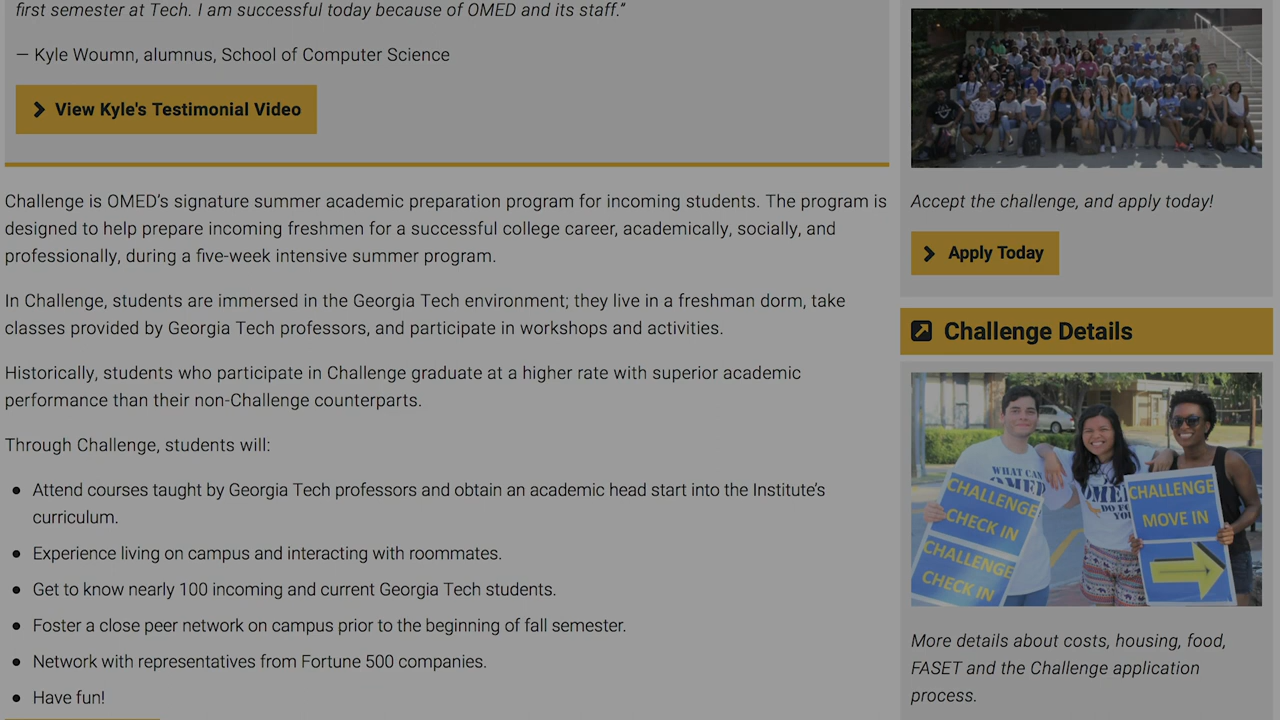 first semester at Tech. I am successful today because of OMED and its staff.”
— Kyle Woumn, alumnus, School of Computer Science
View Kyle's Testimonial Video
Challenge is OMED’s signature summer academic preparation program for incoming students. The program is
designed to help prepare incoming freshmen for a successful college career, academically, socially, and
professionally, during a five-week intensive summer program.
In Challenge, students are immersed in the Georgia Tech environment; they live in a freshman dorm, take
classes provided by Georgia Tech professors, and participate in workshops and activities.
Historically, students who participate in Challenge graduate at a higher rate with superior academic
performance than their non-Challenge counterparts.
Through Challenge, students will:
Attend courses taught by Georgia Tech professors and obtain an academic head start into the Institute’s
curriculum.
Experience living on campus and interacting with roommates.
Get to know nearly 100 incoming and current Georgia Tech students.
Foster a close peer network on campus prior to the beginning of fall semester.
Network with representatives from Fortune 500 companies.
Have fun!
Accept the challenge, and apply today!
Apply Today
Challenge Details
WHAT CAN
OMED
CHALLENGE
CHECK IN
CHALLENGE
CHECK IN
OMED
DO FO
YOU
CHALLENGE
MOVE IN
More details about costs, housing, food,
FASET and the Challenge application
process.